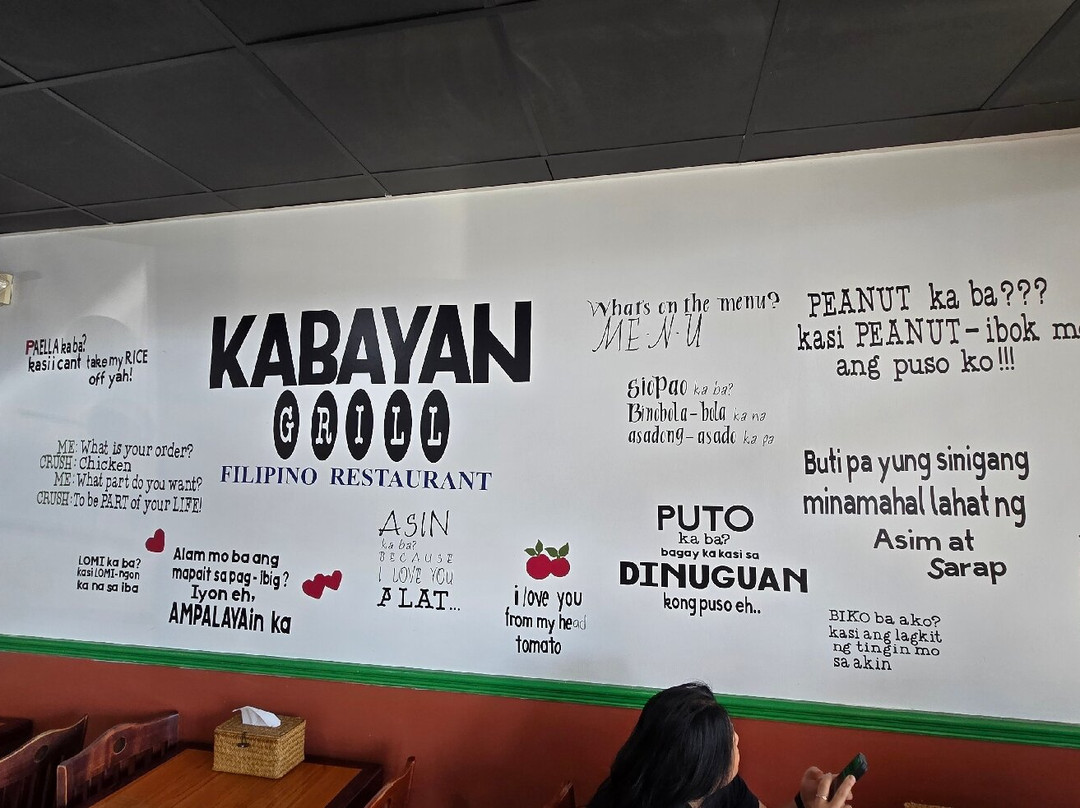 PAELLA ka ba?
kasi i cant take my RICE
off yah!
ME: What is your order?
CRUSH: Chicken
ME: What part do you want?
CRUSH: To be PART of your LIFE!
LOMI ka ba?
kasi LOMI-ngon
ka na sa iba
Alam mo ba ang
mapait sa pag-Ibig?
Iyon eh,
AMPALAYAin ka
KABAYAN
GRILL
FILIPINO RESTAURANT
ASIN
ka ba?
BECAUSE
I LOVE YOU
ALAT...
i love you
from my head
tomato
What's on the menu?
ME-N-U
SioPao ka ba?
Binobola-bola ka na
asadong-asado ka pa
PUTO
ka ba?
bagay ka kasi sa
DINUGUAN
kong puso eh..
PEANUT ka ba???
kasi PEANUT-ibok m
ang puso ko!!!
Buti pa yung sinigang
minamahal lahat ng
Asim at
Sarap
BIKO ba ako?
kasi ang lagkit
ng tingin mo
sa akin